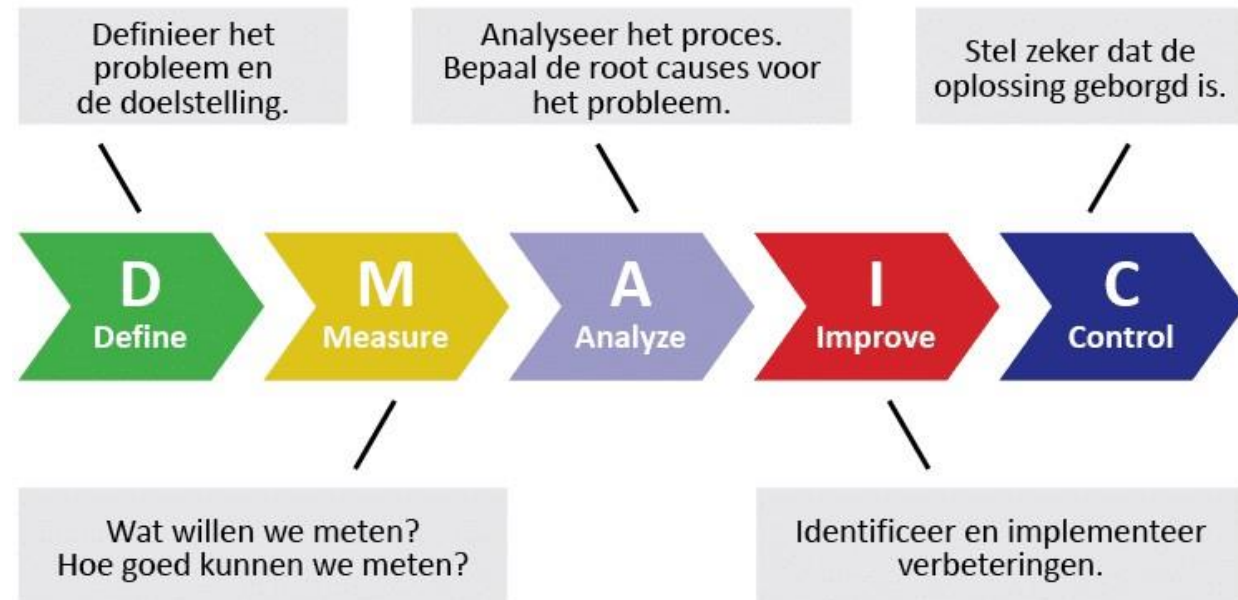 Definieer het
probleem en
de doelstelling.
Analyseer het proces.
Bepaal de root causes voor
het probleem.
Stel zeker dat de
oplossing geborgd is.
D
Define
M
Measure
A
Analyze
I
Improve
C
Control
Wat willen we meten?
Hoe goed kunnen we meten?
Identificeer en implementeer
verbeteringen.